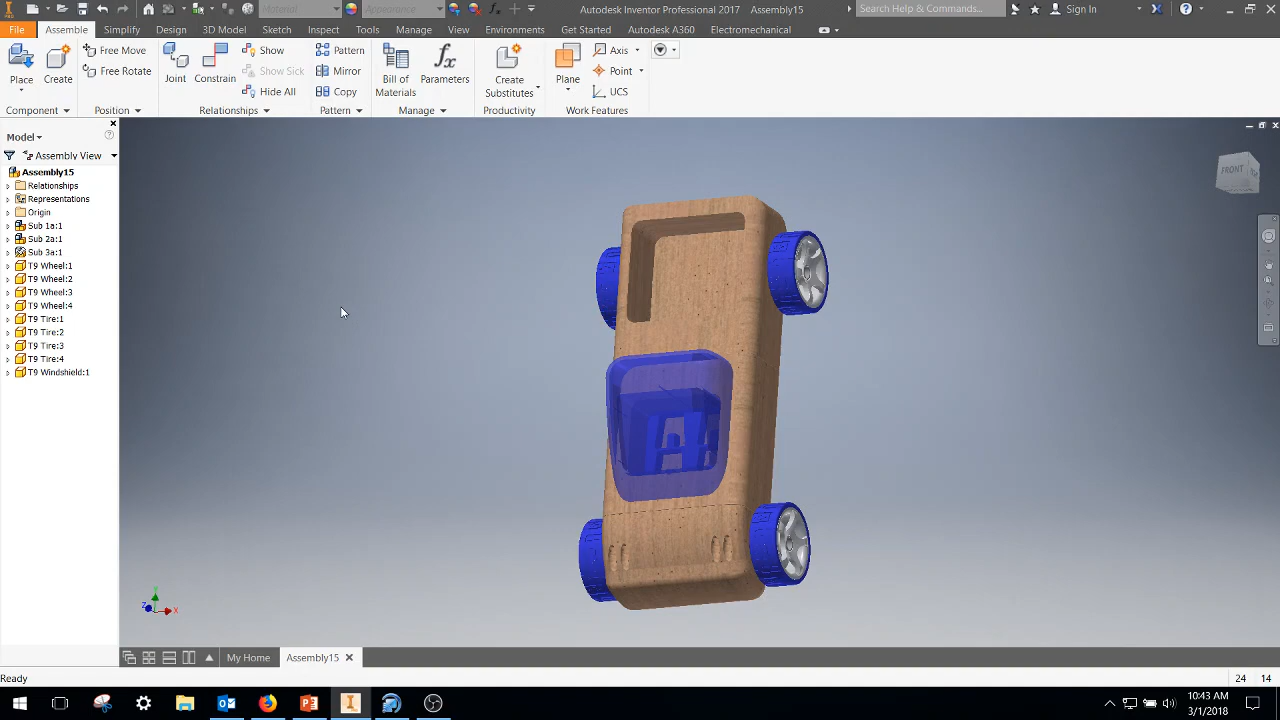 Material
Appearance
Autodesk Inventor Professional 2017 Assembly15
Search Help & Commands...
Sign In
File
Assemble
Simplify
Design
3D Model
Sketch
Inspect
Tools
Manage
View
Environments
Get Started
Autodesk A360
Electromechanical
Place
Create
Free Move
Free Rotate
Joint
Constrain
Show
Show Sick
Hide All
Pattern
Mirror
Copy
Bill of
Materials
fx
Parameters
Create
Substitutes
Plane
Axis
Point
UCS
Component
Position
Relationships
Pattern
Manage
Productivity
Work Features
Model
Assembly View
Assembly15
Relationships
Representations
Origin
Sub 1a:1
Sub 2a:1
Sub 3a:1
T9 Wheel:1
T9 Wheel:2
T9 Wheel:3
T9 Wheel:4
T9 Tire:1
T9 Tire:2
T9 Tire:3
T9 Tire:4
T9 Windshield:1
FRONT
TOP
Y
Z
X
My Home
Assembly15
Ready
24
14
10:43 AM
3/1/2018